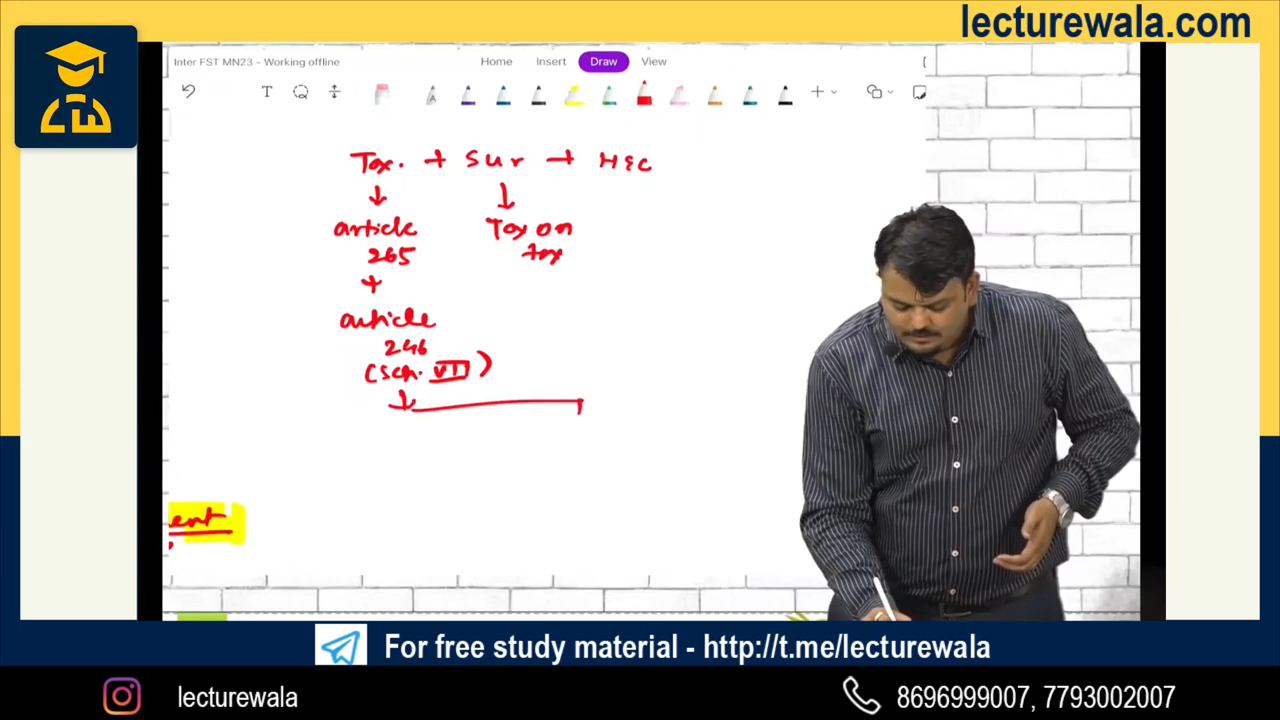 lecturewala.com
Inter FST MN23 - Working offline
Home Insert Draw View
T
A
Tax. + Sur + H&C
article Tax on
265 tax
+
article
246
(Sch. VII)
ent
For free study material - http://t.me/lecturewala
lecturewala
8696999007, 7793002007